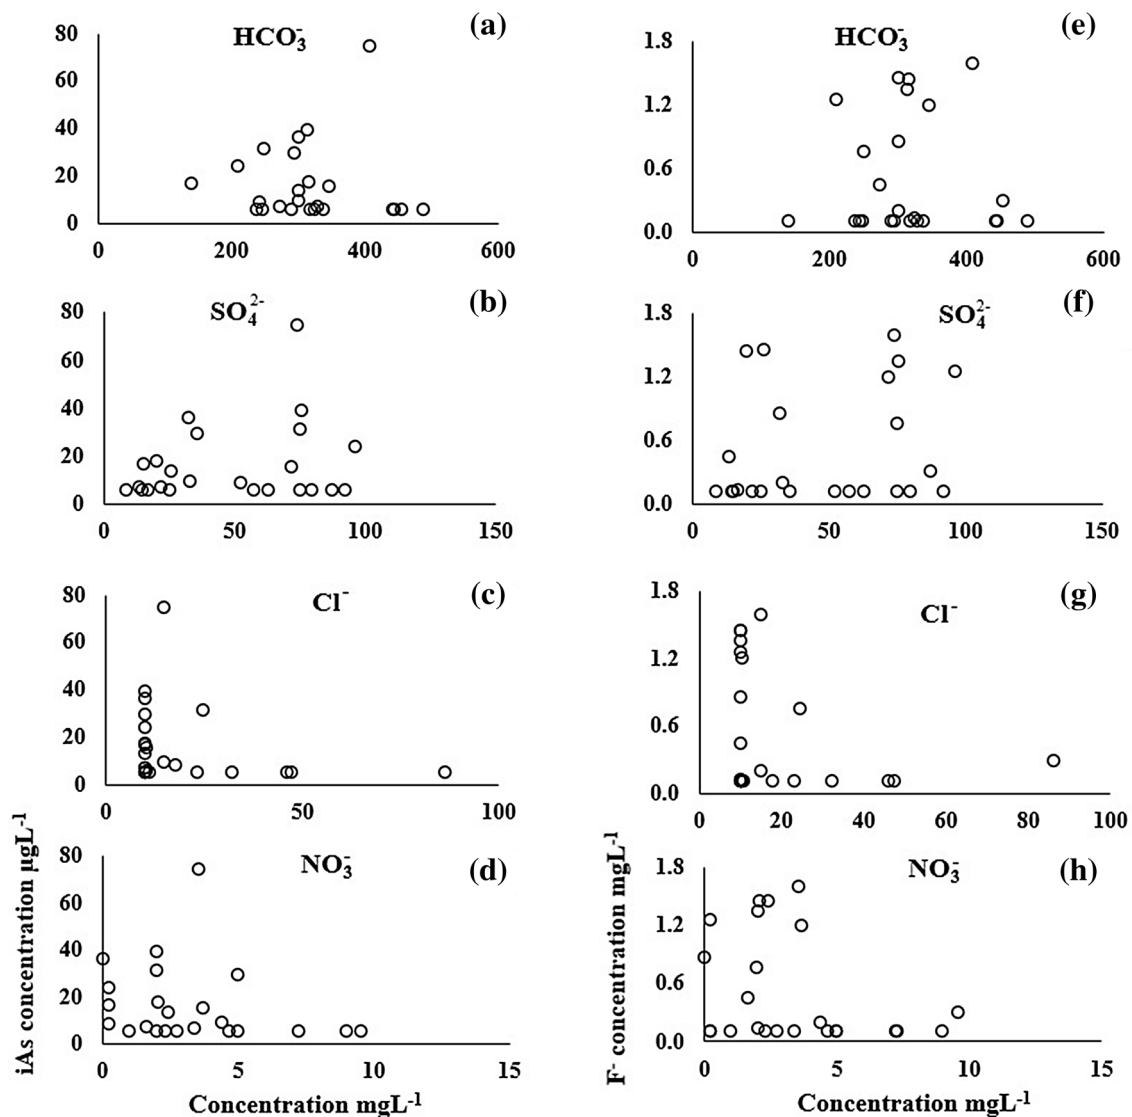 (a)
HCO₃⁻
80
60
40
20
0
0 200 400 600
(e)
HCO₃⁻
1.8
1.2
0.6
0.0
0 200 400 600
(b)
SO₄²⁻
80
60
40
20
0
0 50 100 150
(f)
SO₄²⁻
1.8
1.2
0.6
0.0
0 50 100 150
(c)
Cl⁻
80
60
40
20
0
0 50 100
(g)
Cl⁻
1.8
1.2
0.6
0.0
0 20 40 60 80 100
(d)
NO₃⁻
80
60
40
20
0
0 5 10 15
(h)
NO₃⁻
1.8
1.2
0.6
0.0
0 5 10 15
iAs concentration µgL⁻¹
F⁻ concentration mgL⁻¹
Concentration mgL⁻¹
Concentration mgL⁻¹